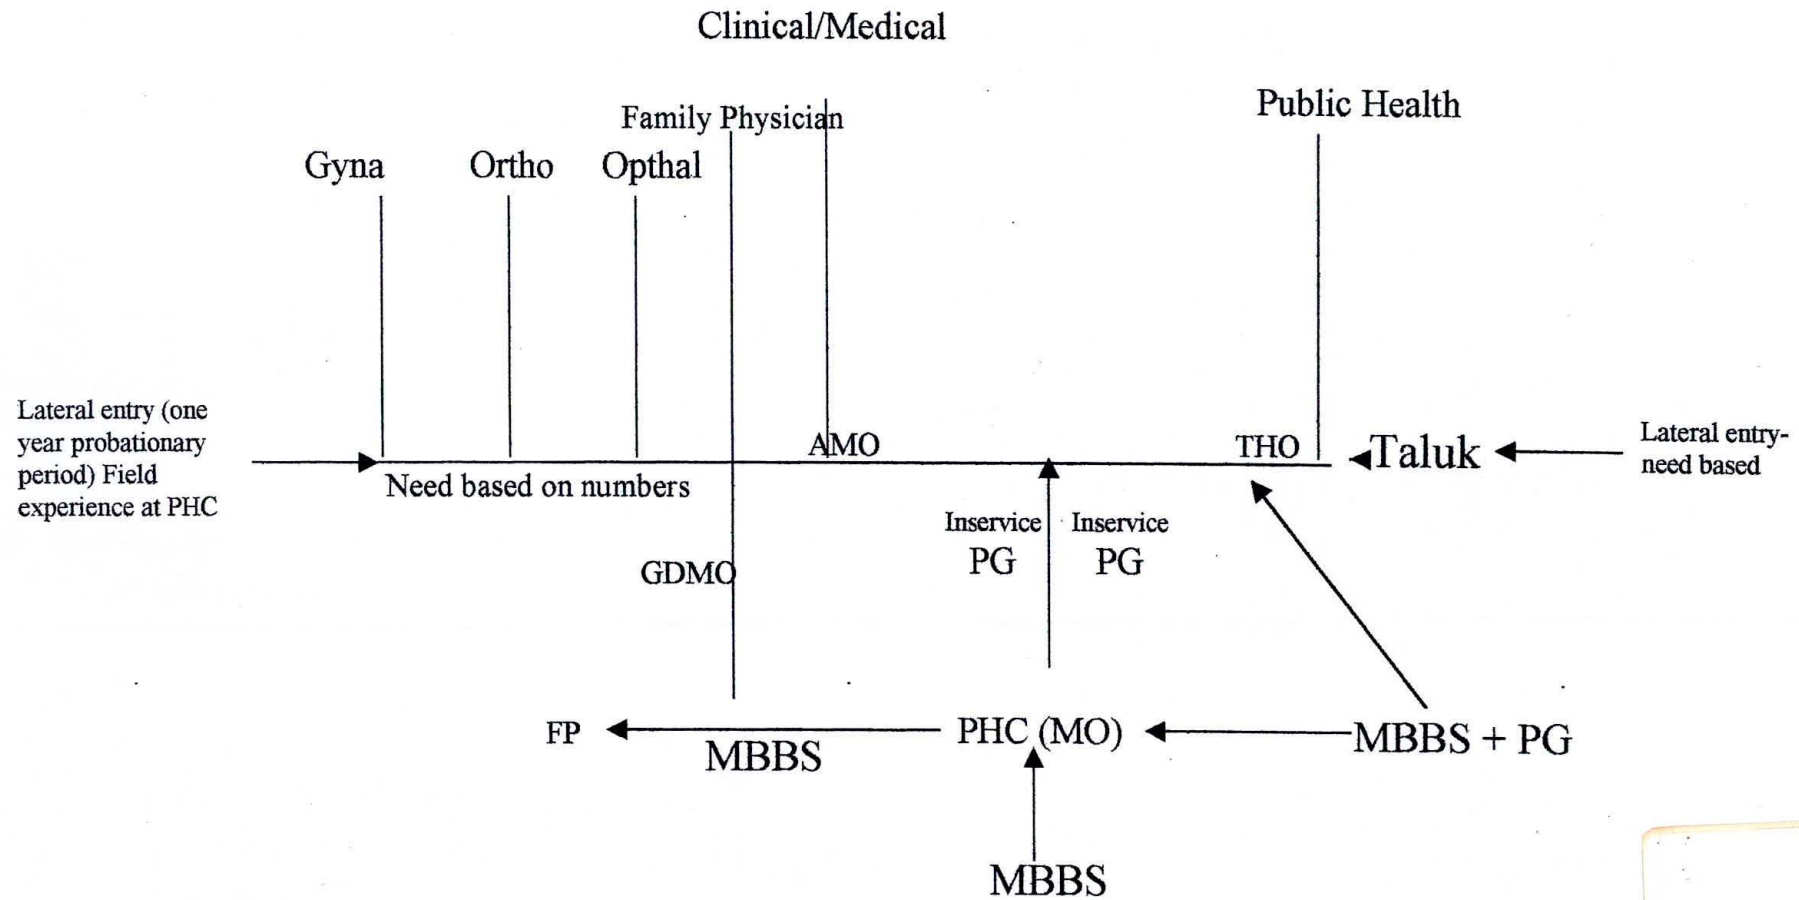 Clinical/Medical
Public Health
Family Physician
Gyna
Ortho
Opthal
Lateral entry (one
year probationary
period) Field
experience at PHC
AMO
THO
Taluk
Lateral entry-
need based
Need based on numbers
Inservice
PG
Inservice
PG
GDMO
FP
MBBS
PHC (MO)
MBBS + PG
MBBS